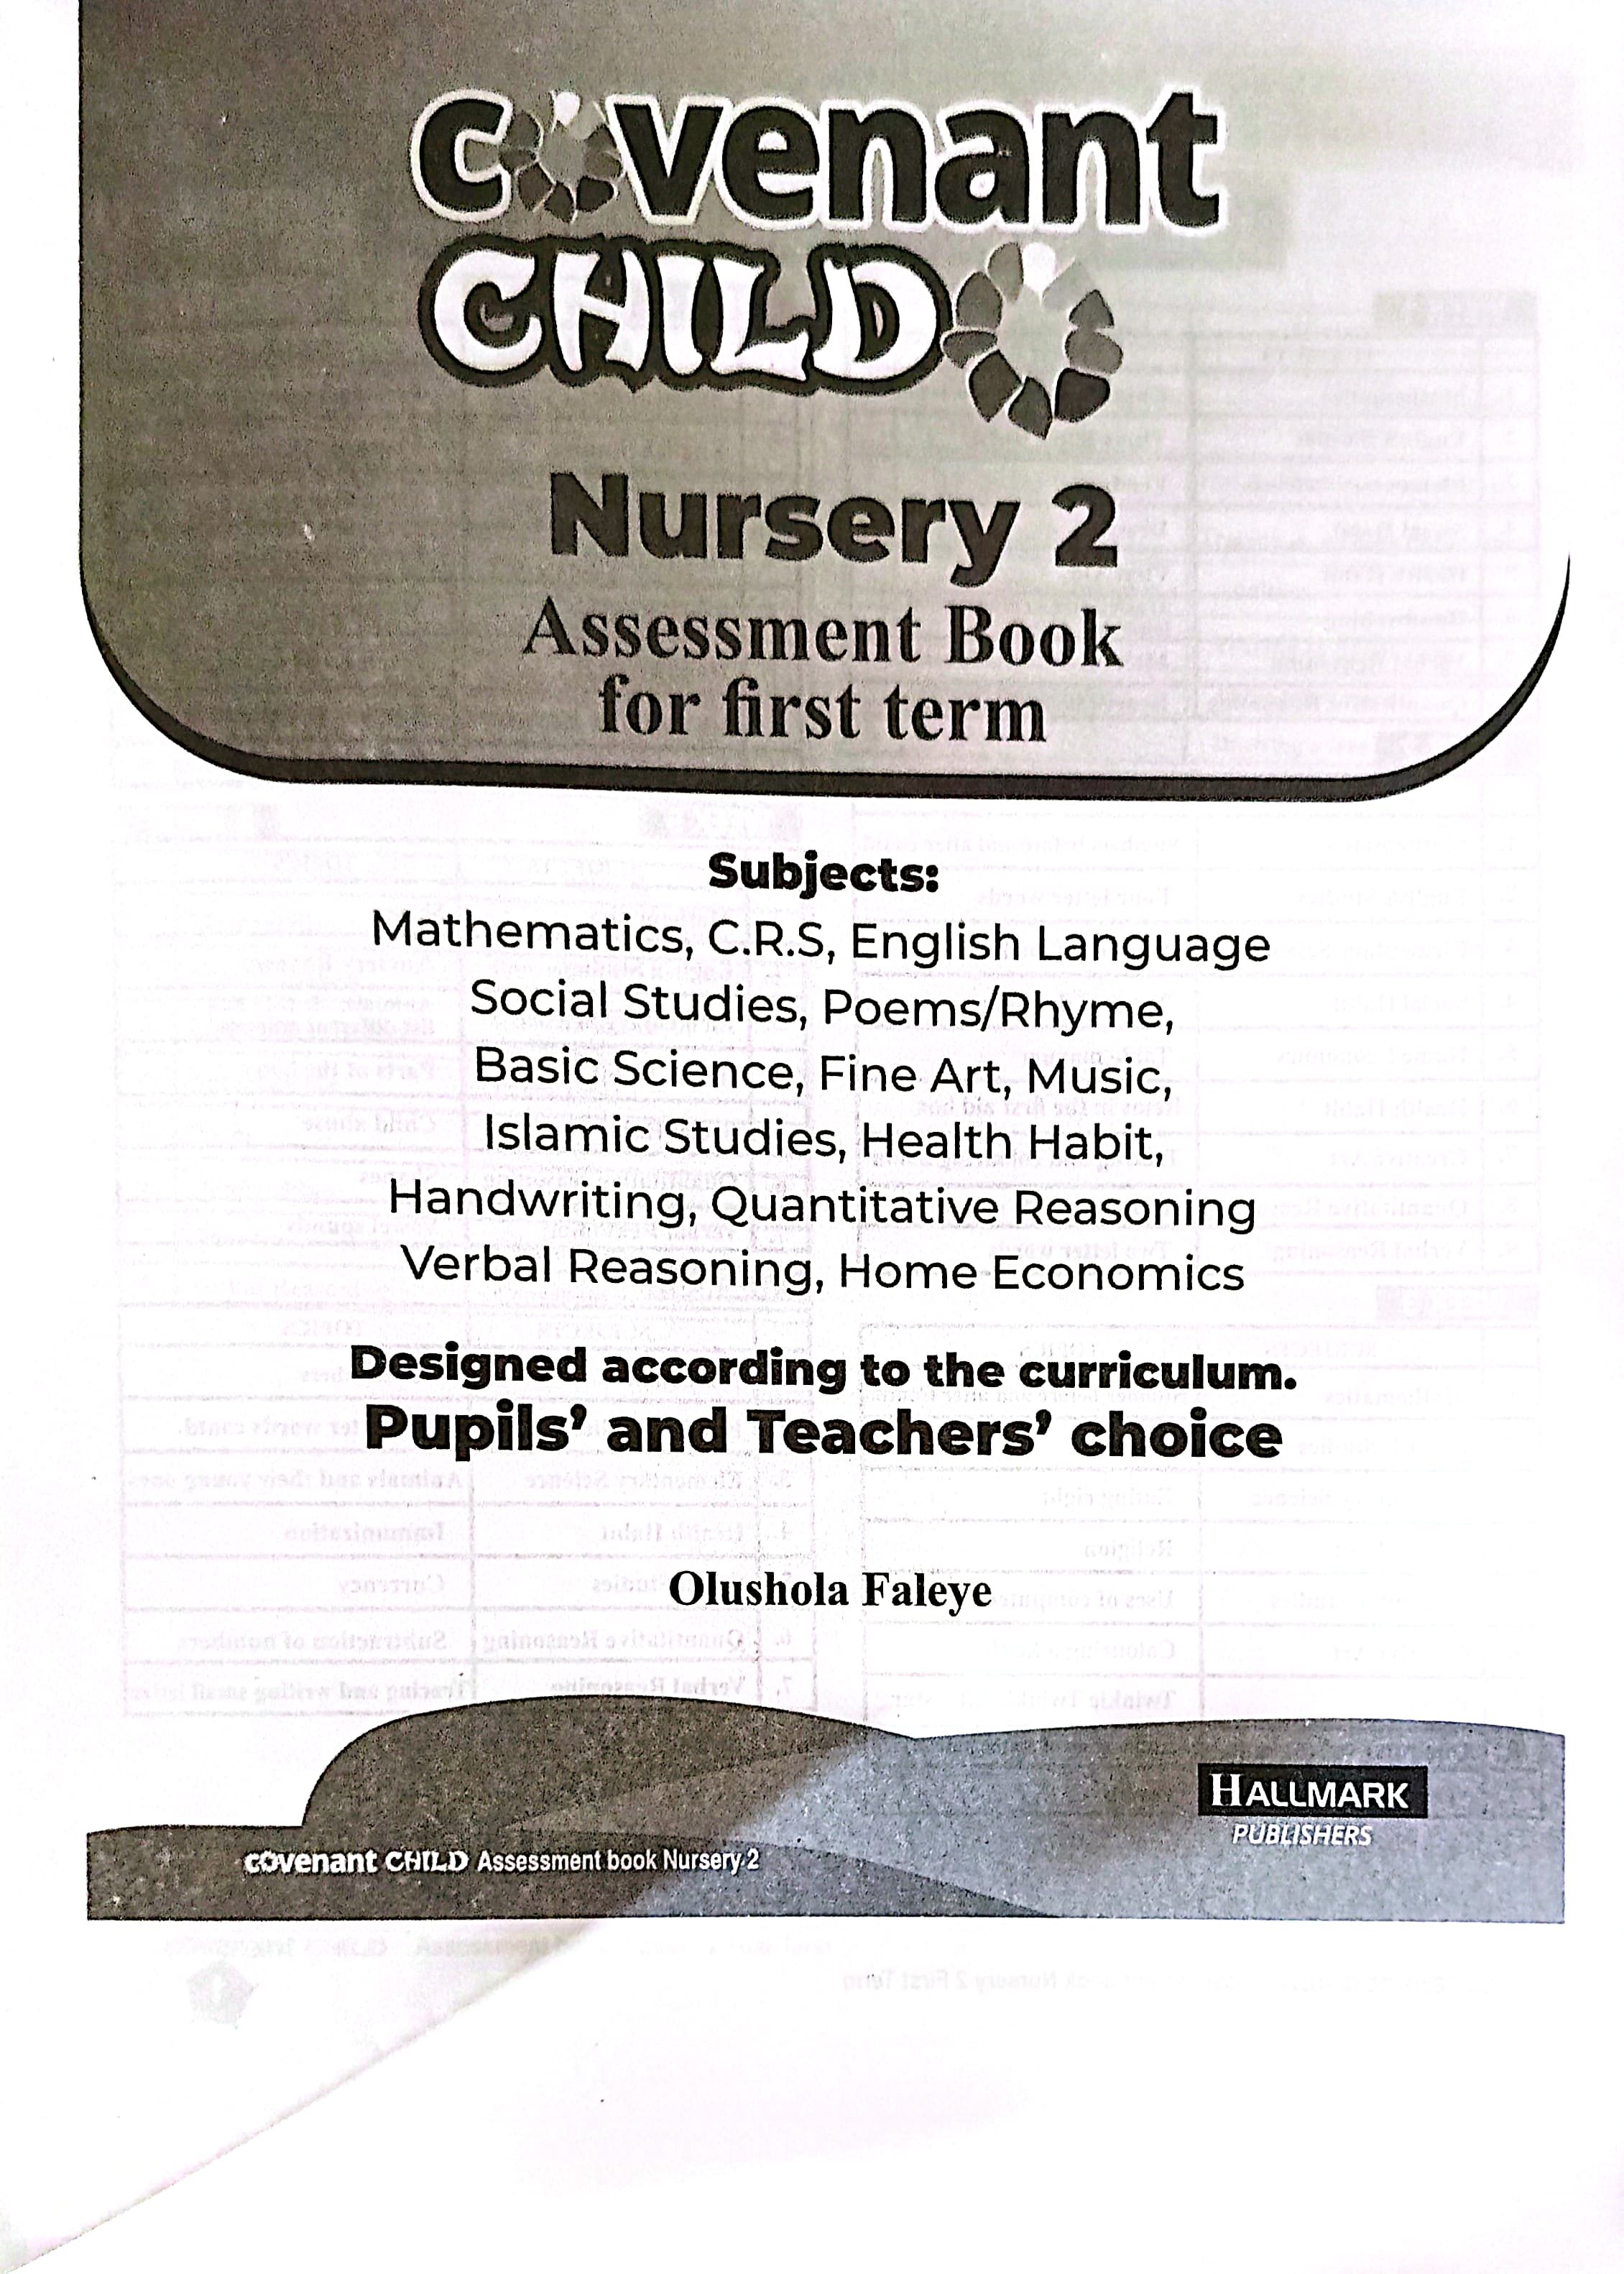 covenant
CHILD
Nursery 2
Assessment Book
for first term
Subjects:
Mathematics, C.R.S, English Language
Social Studies, Poems/Rhyme,
Basic Science, Fine Art, Music,
Islamic Studies, Health Habit,
Handwriting, Quantitative Reasoning
Verbal Reasoning, Home Economics
Designed according to the curriculum.
Pupils' and Teachers' choice
Olushola Faleye
HALLMARK
PUBLISHERS
covenant CHILD Assessment book Nursery 2